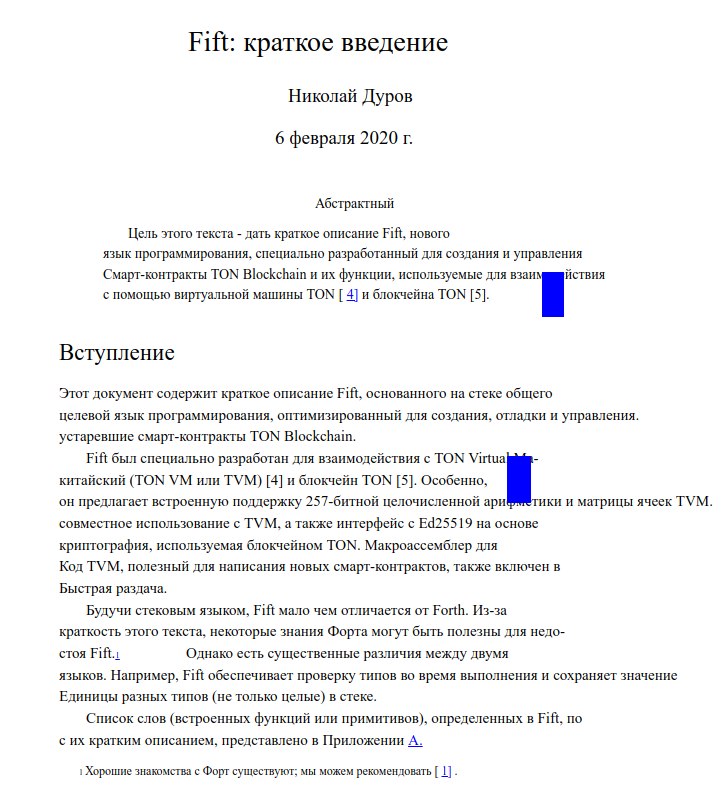 Fift: краткое введение
Николай Дуров
6 февраля 2020 г.
Абстрактный
Цель этого текста - дать краткое описание Fift, нового
язык программирования, специально разработанный для создания и управления
Смарт-контракты TON Blockchain и их функции, используемые для
с помощью виртуальной машины TON [ 4] и блокчейна TON [5].
Вступление
Этот документ содержит краткое описание Fift, основанного на стеке общего
целевой язык программирования, оптимизированный для создания, отладки и управления.
устаревшие смарт-контракты TON Blockchain.
Fift был специально разработан для взаимодействия с TON Virtual Ma-
китайский (TON VM или TVM) [4] и блокчейн TON [5]. Особенно,
он предлагает встроенную поддержку 257-битной целочисленной арифметики и матрицы ячеек TVM.
совместное использование с TVM, а также интерфейс с Ed25519 на основе
криптография, используемая блокчейном TON. Макроассемблер для
Код TVM, полезный для написания новых смарт-контрактов, также включен в
Быстрая раздача.
Будучи стековым языком, Fift мало чем отличается от Forth. Из-за
краткость этого текста, некоторые знания Форта могут быть полезны для недо-
стоя Fift.1 Однако есть существенные различия между двумя
языков. Например, Fift обеспечивает проверку типов во время выполнения и сохраняет значение
Единицы разных типов (не только целые) в стеке.
Список слов (встроенных функций или примитивов), определенных в Fift, по
с их кратким описанием, представлено в Приложении A.
1 Хорошие знакомства с Форт существуют; мы можем рекомендовать [ 1] .